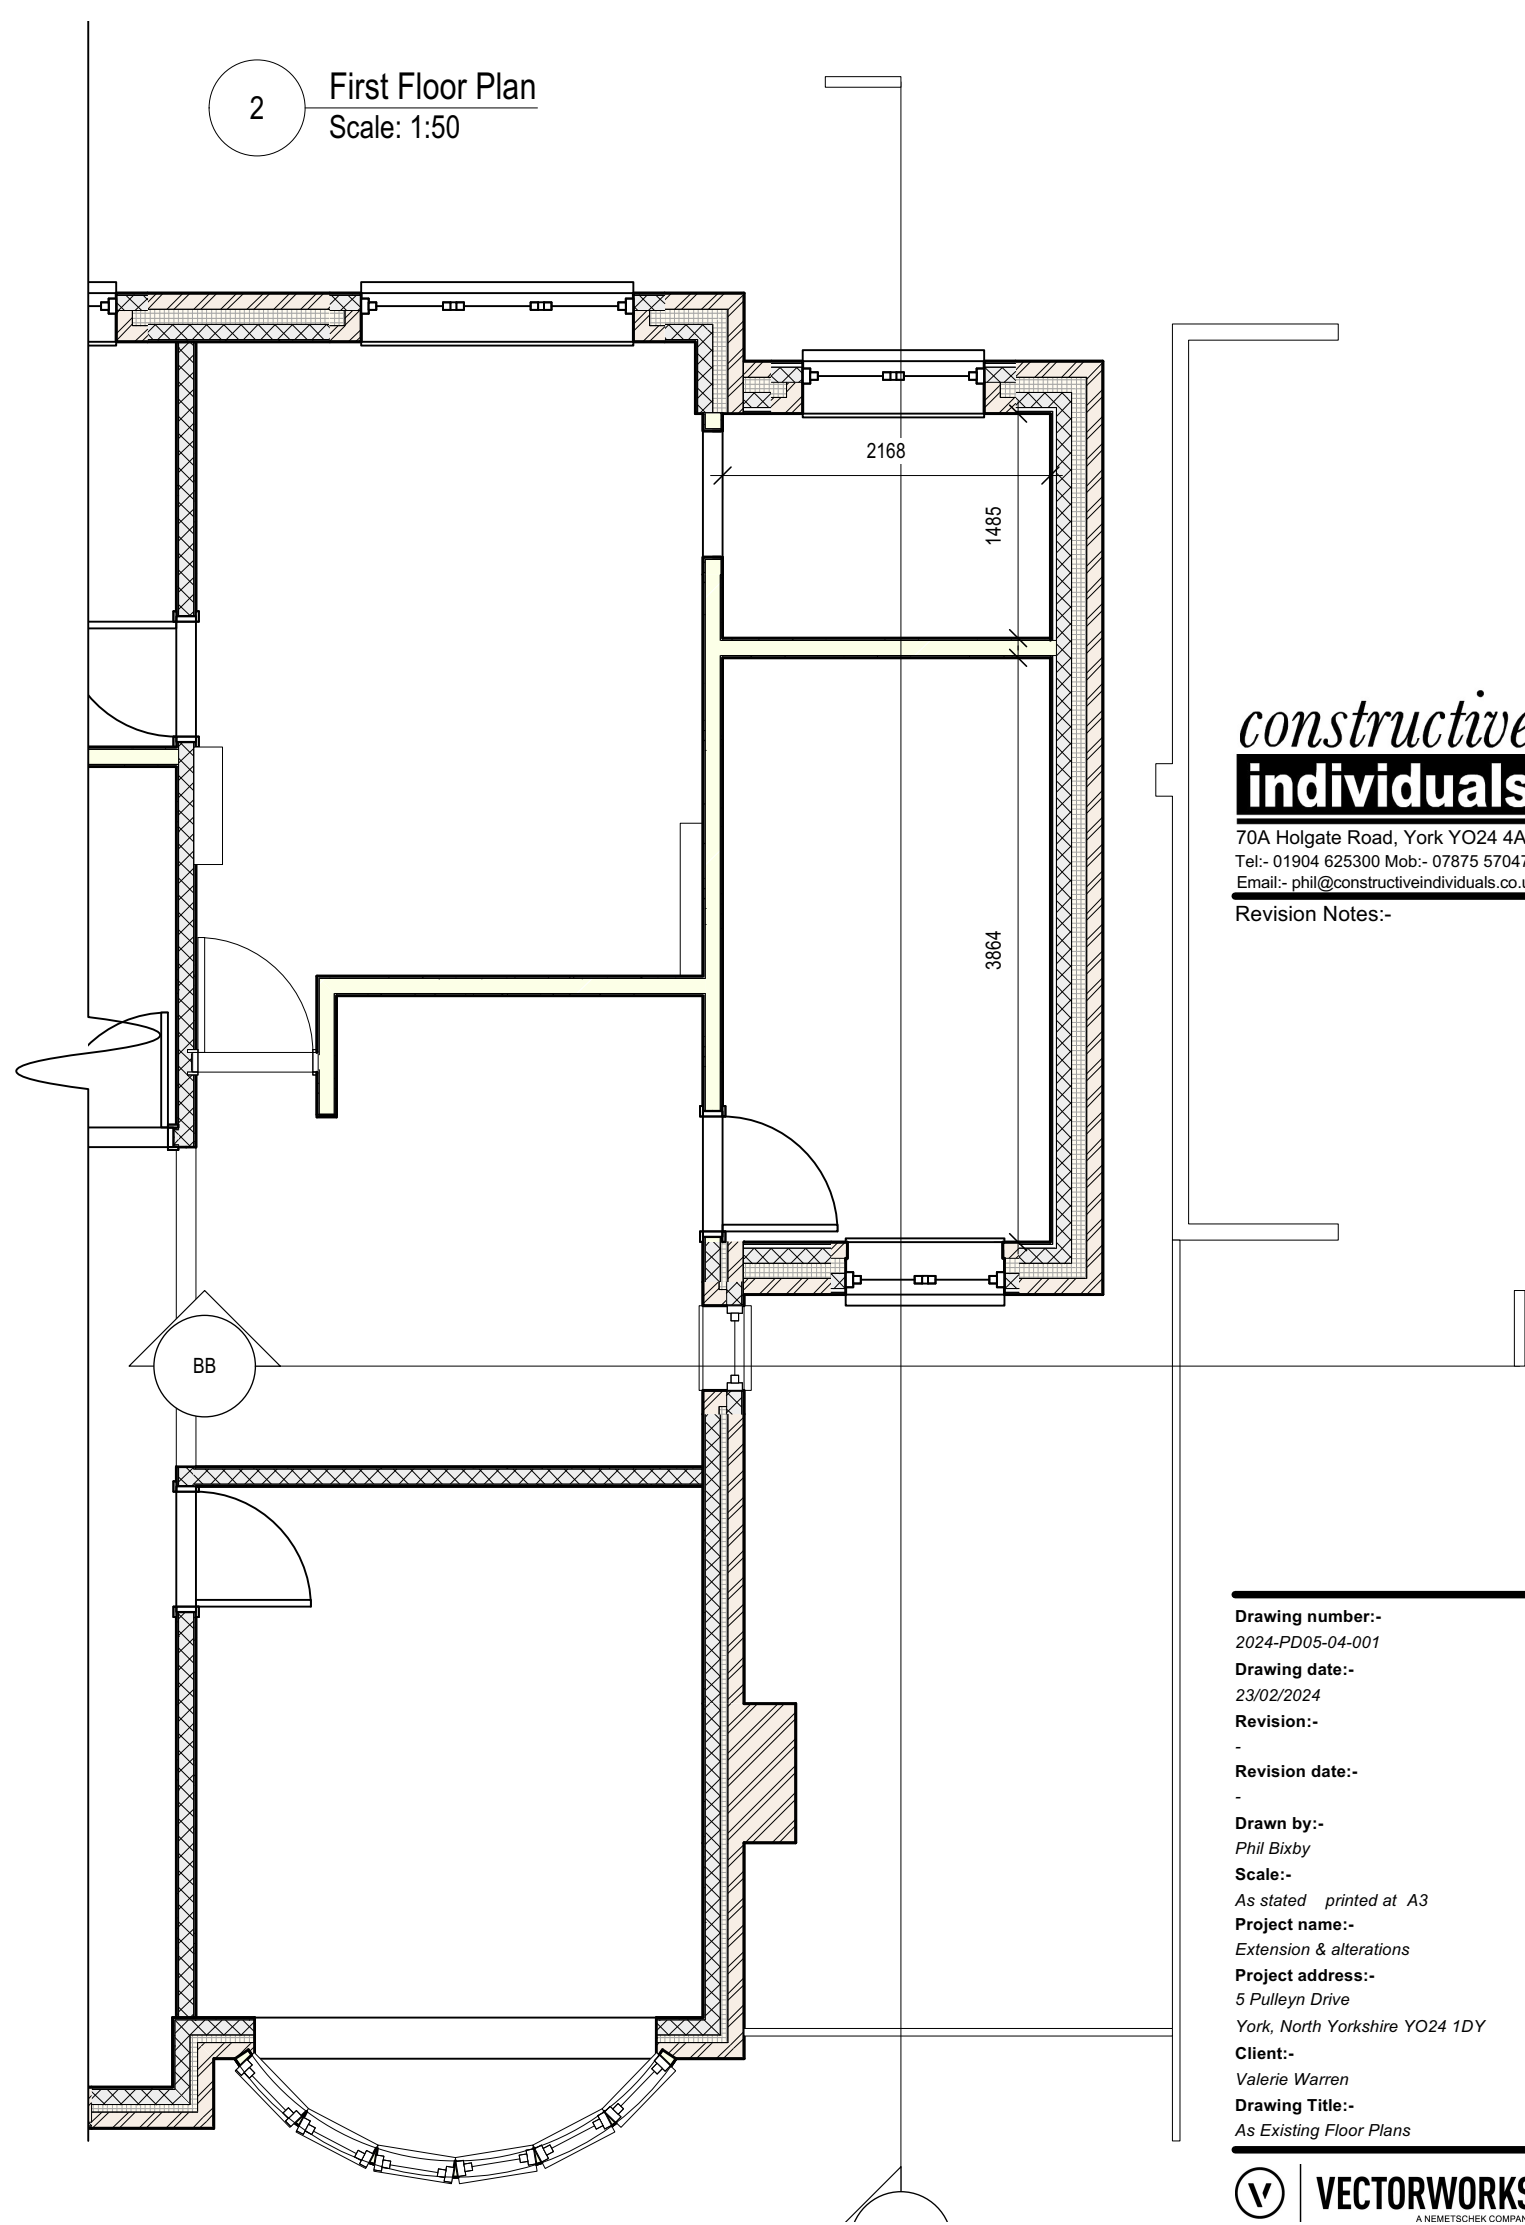 2
First Floor Plan
Scale: 1:50
2168
1485
3864
BB
constructive
individuals
70A Holgate Road, York YO24 4A
Tel:- 01904 625300 Mob:- 07875 57047
Email:- phil@constructiveindividuals.co.u
Revision Notes:-
Drawing number:-
2024-PD05-04-001
Drawing date:-
23/02/2024
Revision:-
-
Revision date:-
-
Drawn by:-
Phil Bixby
Scale:-
As stated printed at A3
Project name:-
Extension & alterations
Project address:-
5 Pulleyn Drive
York, North Yorkshire YO24 1DY
Client:-
Valerie Warren
Drawing Title:-
As Existing Floor Plans
VECTORWORKS
A NEMETSCHEK COMPAN